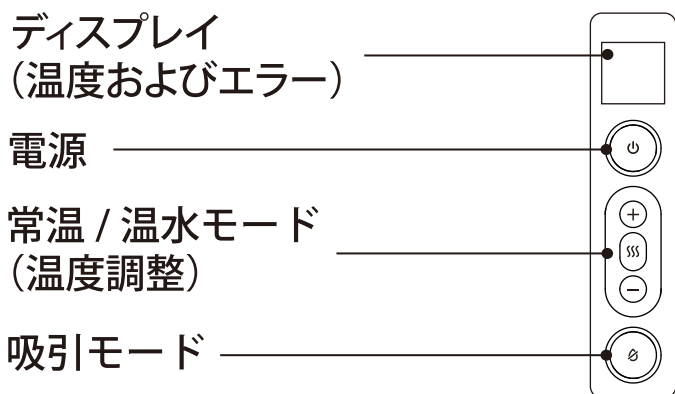 ディスプレイ
（温度およびエラー）
電源
常温 / 温水モード
（温度調整）
吸引モード